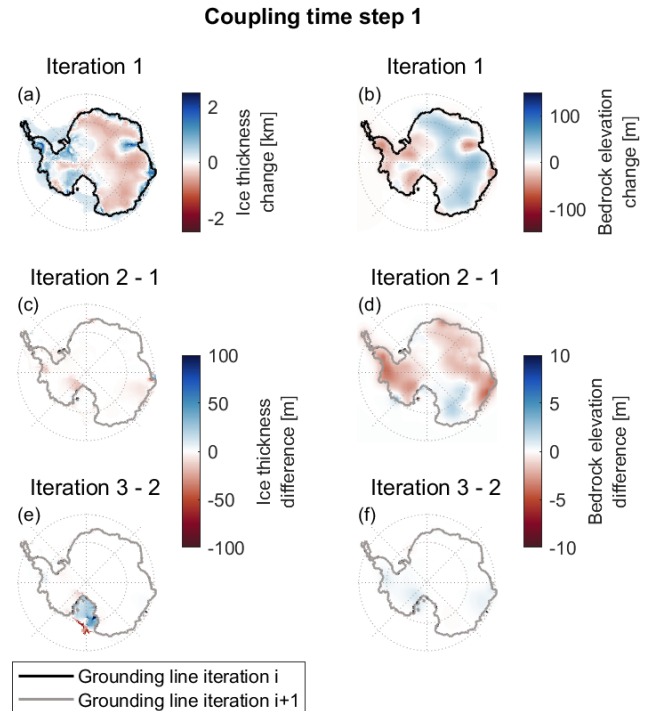 Coupling time step 1
Iteration 1
Iteration 1
(a)
2
0
-2
Ice thickness
change [km]
(b)
100
0
-100
Bedrock elevation
change [m]
Iteration 2 - 1
Iteration 2 - 1
(c)
(d)
100
50
0
-50
-100
Ice thickness
difference [m]
10
5
0
-5
-10
Bedrock elevation
difference [m]
Iteration 3 - 2
Iteration 3 - 2
(e)
(f)
Grounding line iteration i
Grounding line iteration i+1